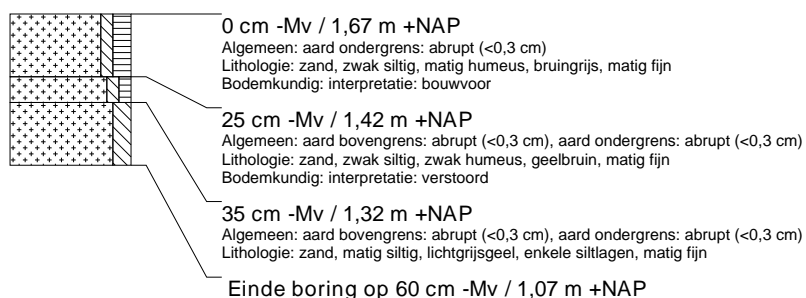 0 cm -Mv / 1,67 m +NAP
Algemeen: aard ondergrens: abrupt (<0,3 cm)
Lithologie: zand, zwak siltig, matig humeus, bruingrijs, matig fijn
Bodemkundig: interpretatie: bouwvoor
25 cm -Mv / 1,42 m +NAP
Algemeen: aard bovengrens: abrupt (<0,3 cm), aard ondergrens: abrupt (<0,3 cm)
Lithologie: zand, zwak siltig, zwak humeus, geelbruin, matig fijn
Bodemkundig: interpretatie: verstoord
35 cm -Mv / 1,32 m +NAP
Algemeen: aard bovengrens: abrupt (<0,3 cm), aard ondergrens: abrupt (<0,3 cm)
Lithologie: zand, matig siltig, lichtgrijsgeel, enkele siltlagen, matig fijn
Einde boring op 60 cm -Mv / 1,07 m +NAP